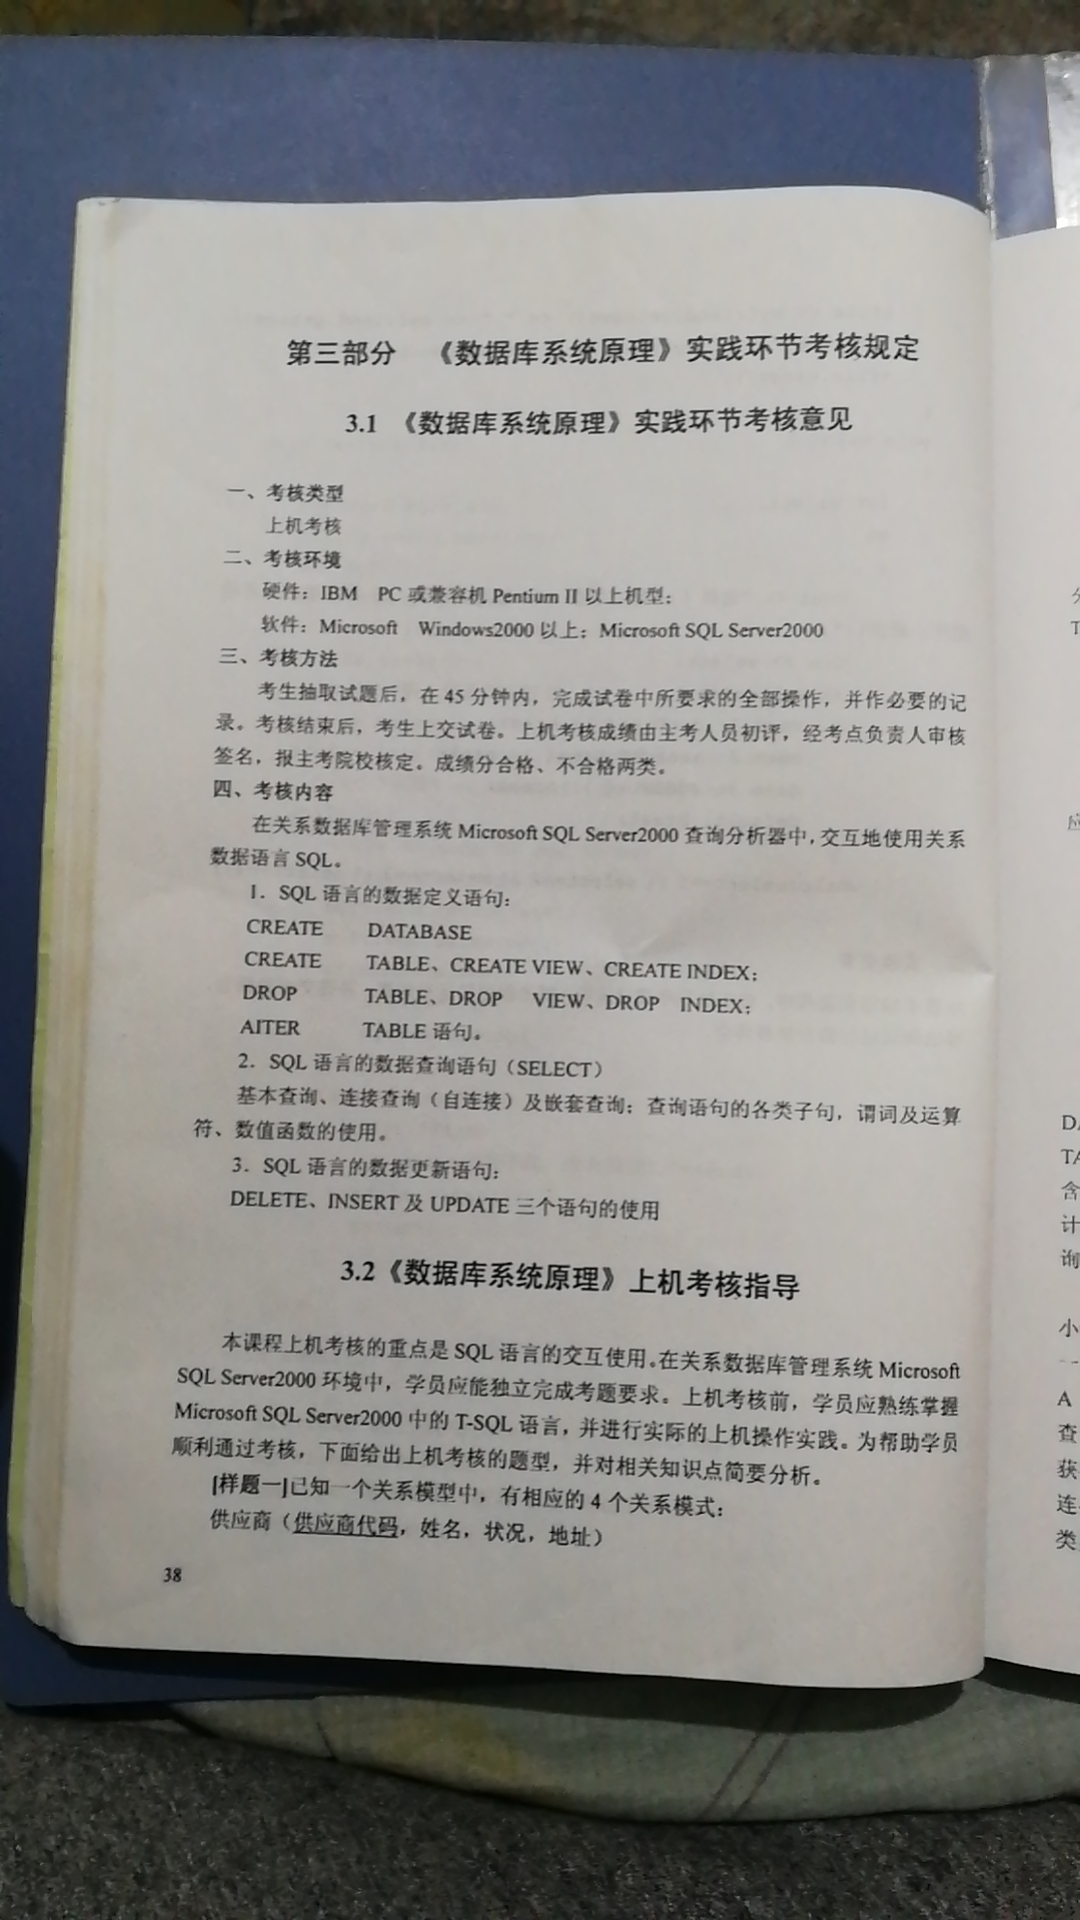 第三部分 《数据库系统原理》实践环节考核规定
3.1 《数据库系统原理》实践环节考核意见
一、考核类型
上机考核
二、考核环境
硬件：IBM PC 或兼容机 Pentium II 以上机型；
软件：Microsoft Windows2000 以上；Microsoft SQL Server2000
三、考核方法
考生抽取试题后，在 45 分钟内，完成试卷中所要求的全部操作，并作必要的记
录。考核结束后，考生上交试卷。上机考核成绩由主考人员初评，经考点负责人审核
签名，报主考院校核定。成绩分合格、不合格两类。
四、考核内容
在关系数据库管理系统 Microsoft SQL Server2000 查询分析器中，交互地使用关系
数据语言 SQL。
1．SQL 语言的数据定义语句：
CREATE DATABASE
CREATE TABLE、CREATE VIEW、CREATE INDEX；
DROP TABLE、DROP VIEW、DROP INDEX；
AITER TABLE 语句。
2．SQL 语言的数据查询语句（SELECT）
基本查询、连接查询（自连接）及嵌套查询；查询语句的各类子句，谓词及运算
符、数值函数的使用。
3．SQL 语言的数据更新语句：
DELETE、INSERT 及 UPDATE 三个语句的使用
3.2《数据库系统原理》上机考核指导
本课程上机考核的重点是 SQL 语言的交互使用。在关系数据库管理系统 Microsoft
SQL Server2000 环境中，学员应能独立完成考题要求。上机考核前，学员应熟练掌握
Microsoft SQL Server2000 中的 T-SQL 语言，并进行实际的上机操作实践。为帮助学员
顺利通过考核，下面给出上机考核的题型，并对相关知识点简要分析。
[样题一]已知一个关系模型中，有相应的 4 个关系模式：
供应商（供应商代码，姓名，状况，地址）
38
T
应
TA
含
计
询
小
A
查
获
连
类